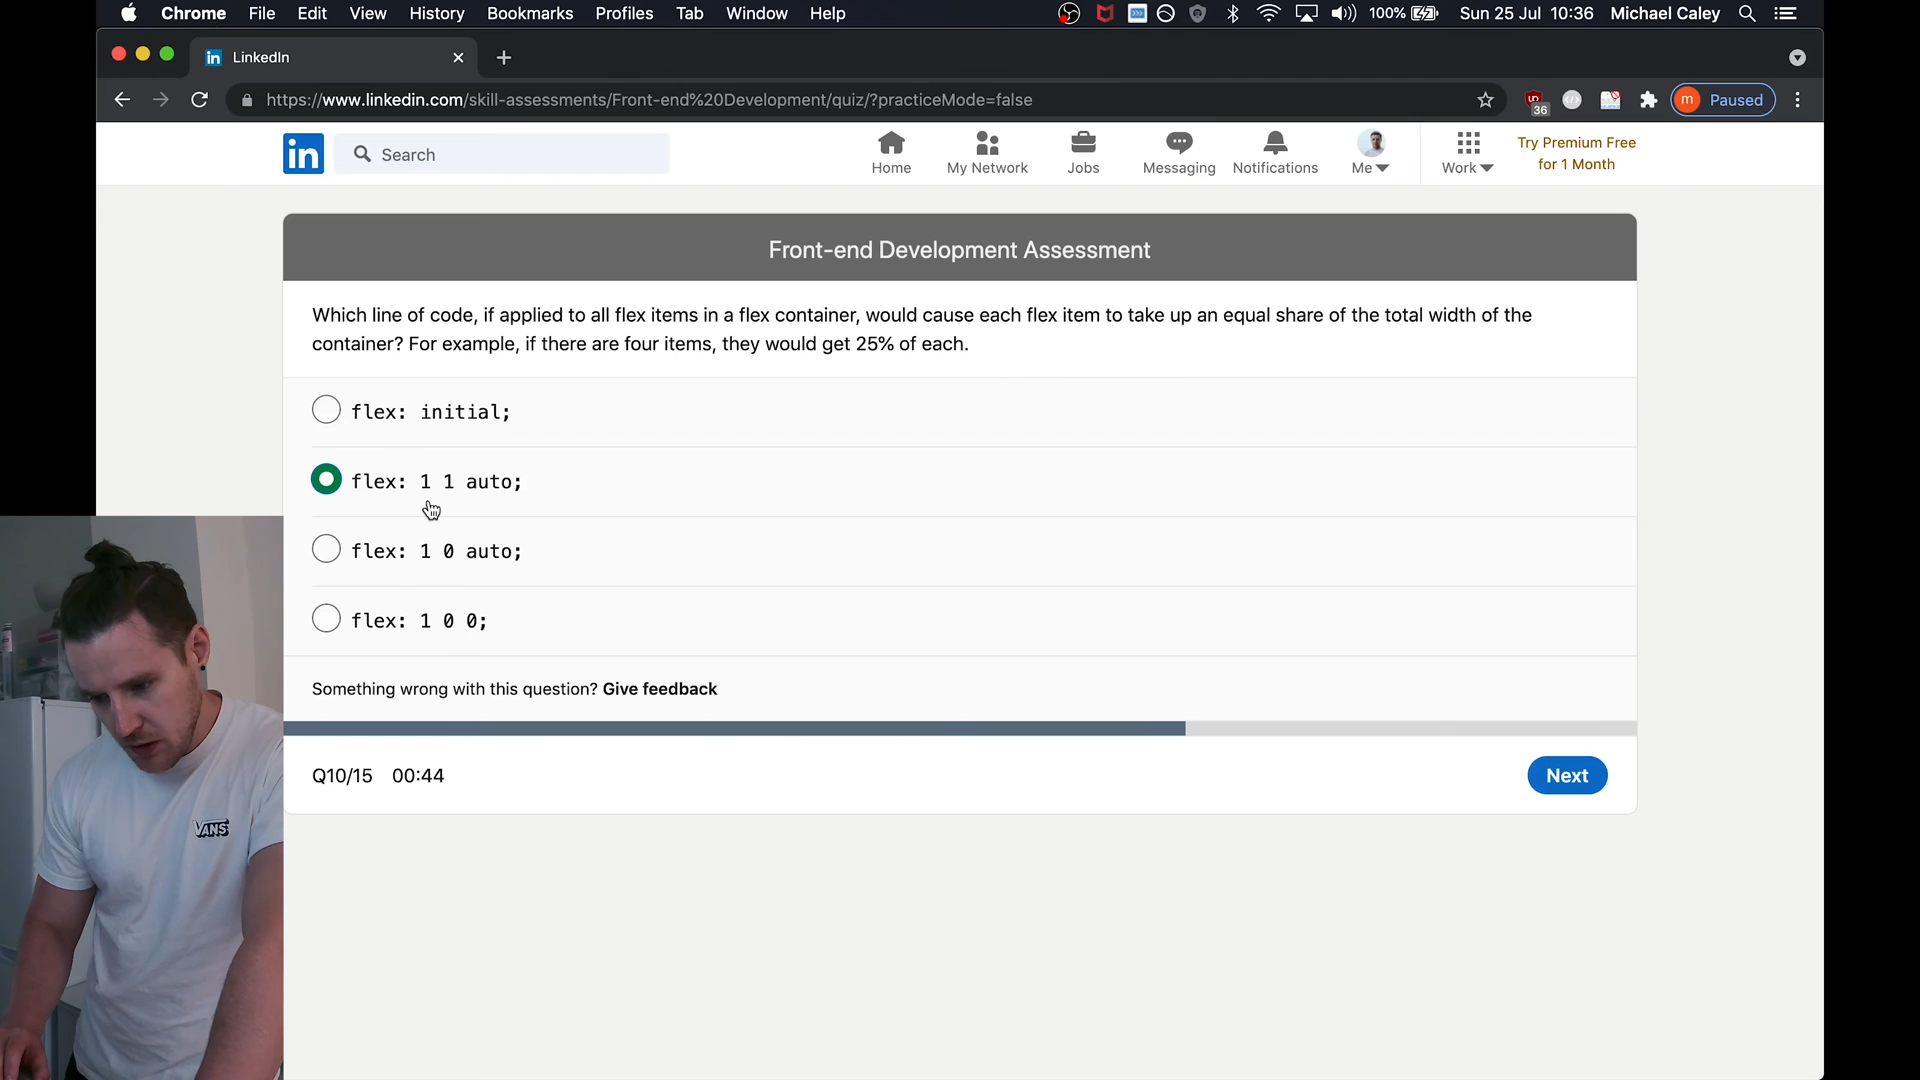 Chrome File Edit View History Bookmarks Profiles Tab Window Help
100% Sun 25 Jul 10:36 Michael Caley
in LinkedIn
https://www.linkedin.com/skill-assessments/Front-end%20Development/quiz/?practiceMode=false
36
m Paused
in Search
Home My Network Jobs Messaging Notifications Me Work
Try Premium Free
for 1 Month
Front-end Development Assessment
Which line of code, if applied to all flex items in a flex container, would cause each flex item to take up an equal share of the total width of the
container? For example, if there are four items, they would get 25% of each.
flex: initial;
flex: 1 1 auto;
flex: 1 0 auto;
flex: 1 0 0;
Something wrong with this question? Give feedback
Q10/15 00:44
Next
VANS